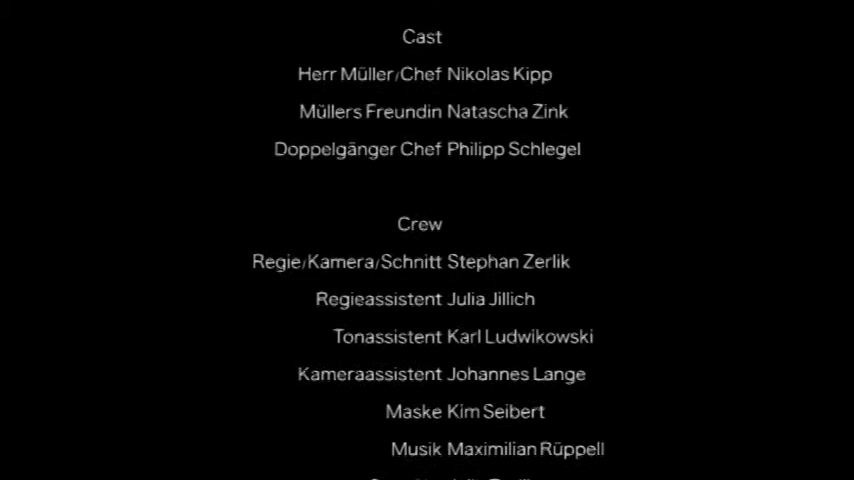 Cast
Herr Müller/Chef Nikolas Kipp
Müllers Freundin Natascha Zink
Doppelgänger Chef Philipp Schlegel
Crew
Regie/Kamera/Schnitt Stephan Zerlik
Regieassistent Julia Jillich
Tonassistent Karl Ludwikowski
Kameraassistent Johannes Lange
Maske Kim Seibert
Musik Maximilian Rüppell